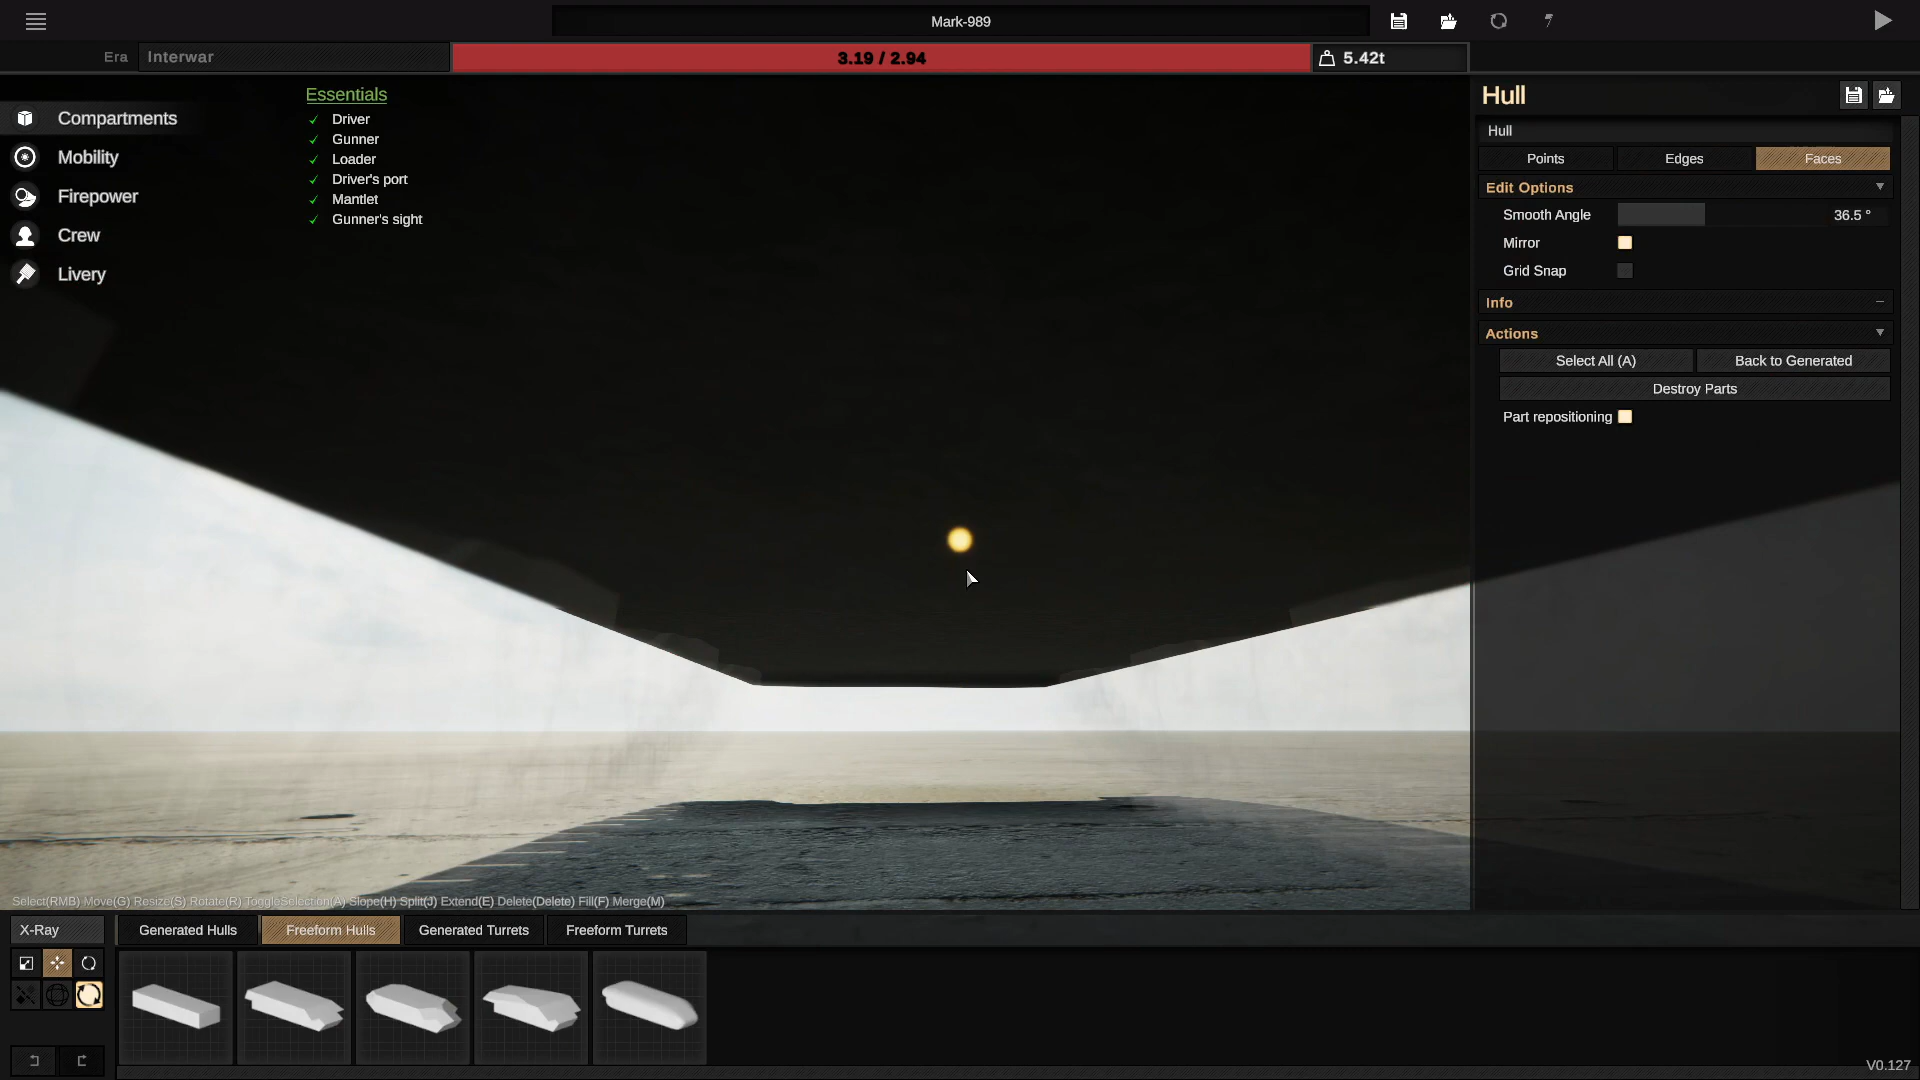 Mark-989
Era
Interwar
3.19 / 2.94
5.42t
Compartments
Mobility
Firepower
Crew
Livery
Essentials
✓ Driver
✓ Gunner
✓ Loader
✓ Driver's port
✓ Mantlet
✓ Gunner's sight
Hull
Hull
Points Edges Faces
Edit Options
Smooth Angle 36.5 °
Mirror
Grid Snap
Info
Actions
Select All (A) Back to Generated
Destroy Parts
Part repositioning
Select(RMB) Move(G) Resize(S) Rotate(R) ToggleSelection(A) Slope(H) Split(J) Extend(E) Delete(Delete) Fill(F) Merge(M)
X-Ray
Generated Hulls Freeform Hulls Generated Turrets Freeform Turrets
V0.127